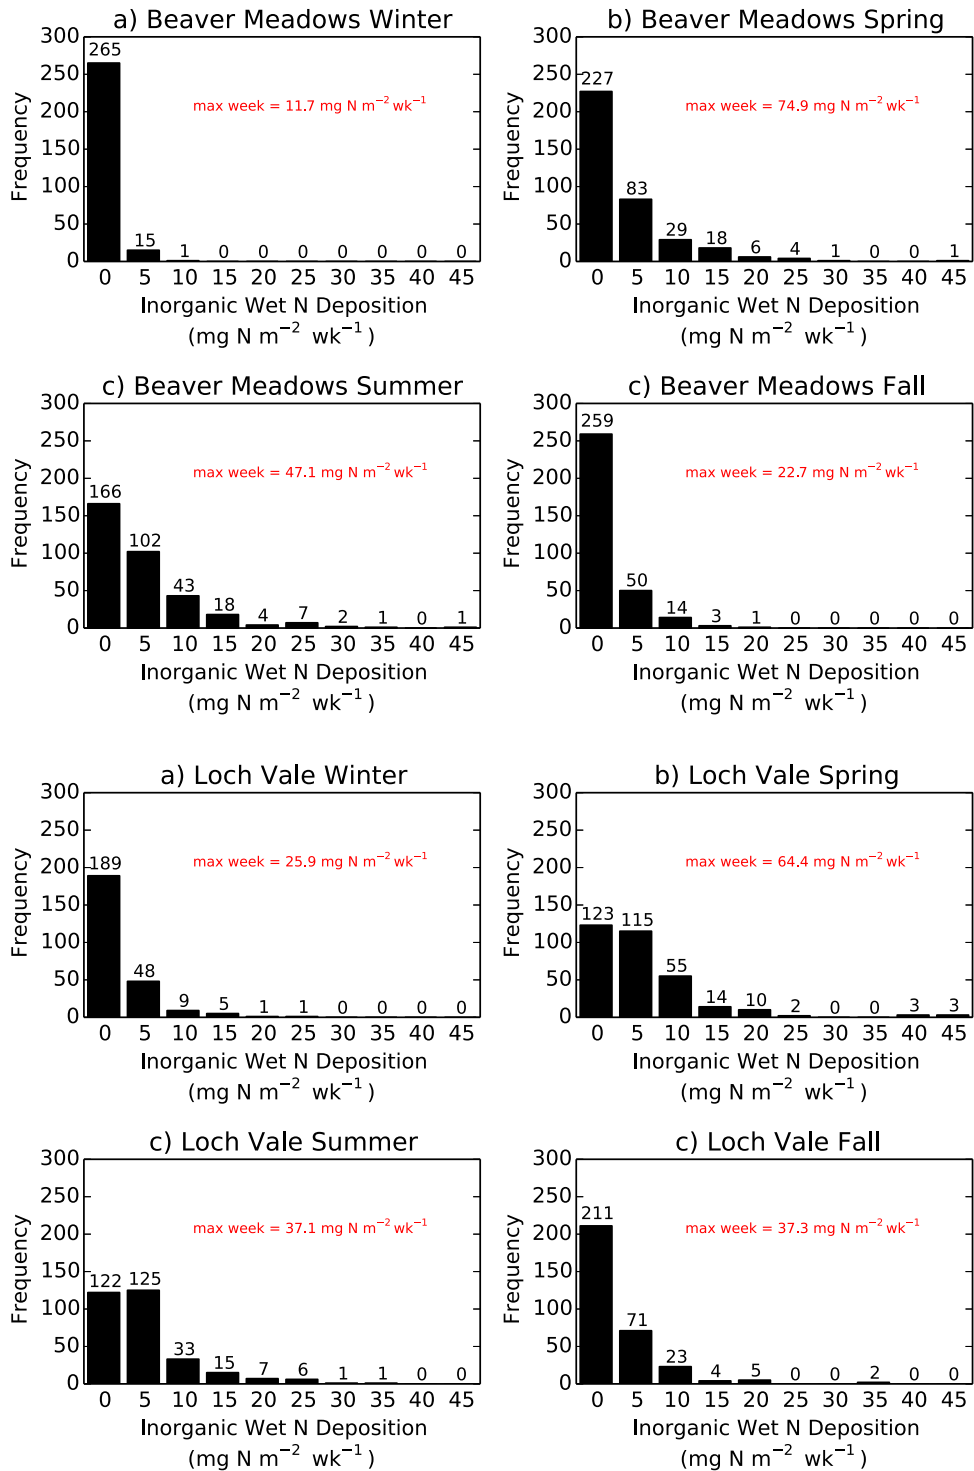 a) Beaver Meadows Winter
300
250
200
150
100
50
0
Frequency
265 15 1 0 0 0 0 0 0 0
max week = 11.7 mg N m⁻² wk⁻¹
0 5 10 15 20 25 30 35 40 45
Inorganic Wet N Deposition
(mg N m⁻² wk⁻¹)
b) Beaver Meadows Spring
300
250
200
150
100
50
0
Frequency
227 83 29 18 6 4 1 0 0 1
max week = 74.9 mg N m⁻² wk⁻¹
0 5 10 15 20 25 30 35 40 45
Inorganic Wet N Deposition
(mg N m⁻² wk⁻¹)
c) Beaver Meadows Summer
300
250
200
150
100
50
0
Frequency
166 102 43 18 4 7 2 1 0 1
max week = 47.1 mg N m⁻² wk⁻¹
0 5 10 15 20 25 30 35 40 45
Inorganic Wet N Deposition
(mg N m⁻² wk⁻¹)
c) Beaver Meadows Fall
300
250
200
150
100
50
0
Frequency
259 50 14 3 1 0 0 0 0 0
max week = 22.7 mg N m⁻² wk⁻¹
0 5 10 15 20 25 30 35 40 45
Inorganic Wet N Deposition
(mg N m⁻² wk⁻¹)
a) Loch Vale Winter
300
250
200
150
100
50
0
Frequency
189 48 9 5 1 1 0 0 0 0
max week = 25.9 mg N m⁻² wk⁻¹
0 5 10 15 20 25 30 35 40 45
Inorganic Wet N Deposition
(mg N m⁻² wk⁻¹)
b) Loch Vale Spring
300
250
200
150
100
50
0
Frequency
123 115 55 14 10 2 0 0 3 3
max week = 64.4 mg N m⁻² wk⁻¹
0 5 10 15 20 25 30 35 40 45
Inorganic Wet N Deposition
(mg N m⁻² wk⁻¹)
c) Loch Vale Summer
300
250
200
150
100
50
0
Frequency
122 125 33 15 7 6 1 1 0 0
max week = 37.1 mg N m⁻² wk⁻¹
0 5 10 15 20 25 30 35 40 45
Inorganic Wet N Deposition
(mg N m⁻² wk⁻¹)
c) Loch Vale Fall
300
250
200
150
100
50
0
Frequency
211 71 23 4 5 0 0 2 0 0
max week = 37.3 mg N m⁻² wk⁻¹
0 5 10 15 20 25 30 35 40 45
Inorganic Wet N Deposition
(mg N m⁻² wk⁻¹)